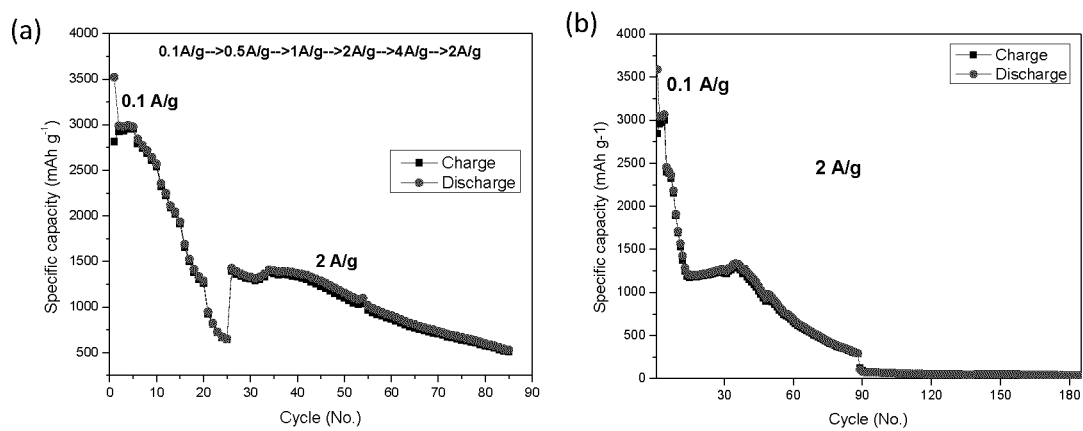 (a)
0.1A/g-->0.5A/g-->1A/g-->2A/g-->4A/g-->2A/g
0.1 A/g
2 A/g
Charge
Discharge
Specific capacity (mAh g-1)
4000
3500
3000
2500
2000
1500
1000
500
0 10 20 30 40 50 60 70 80 90
Cycle (No.)
(b)
0.1 A/g
2 A/g
Charge
Discharge
Specific capacity (mAh g-1)
4000
3500
3000
2500
2000
1500
1000
500
0
0 30 60 90 120 150 180
Cycle (No.)